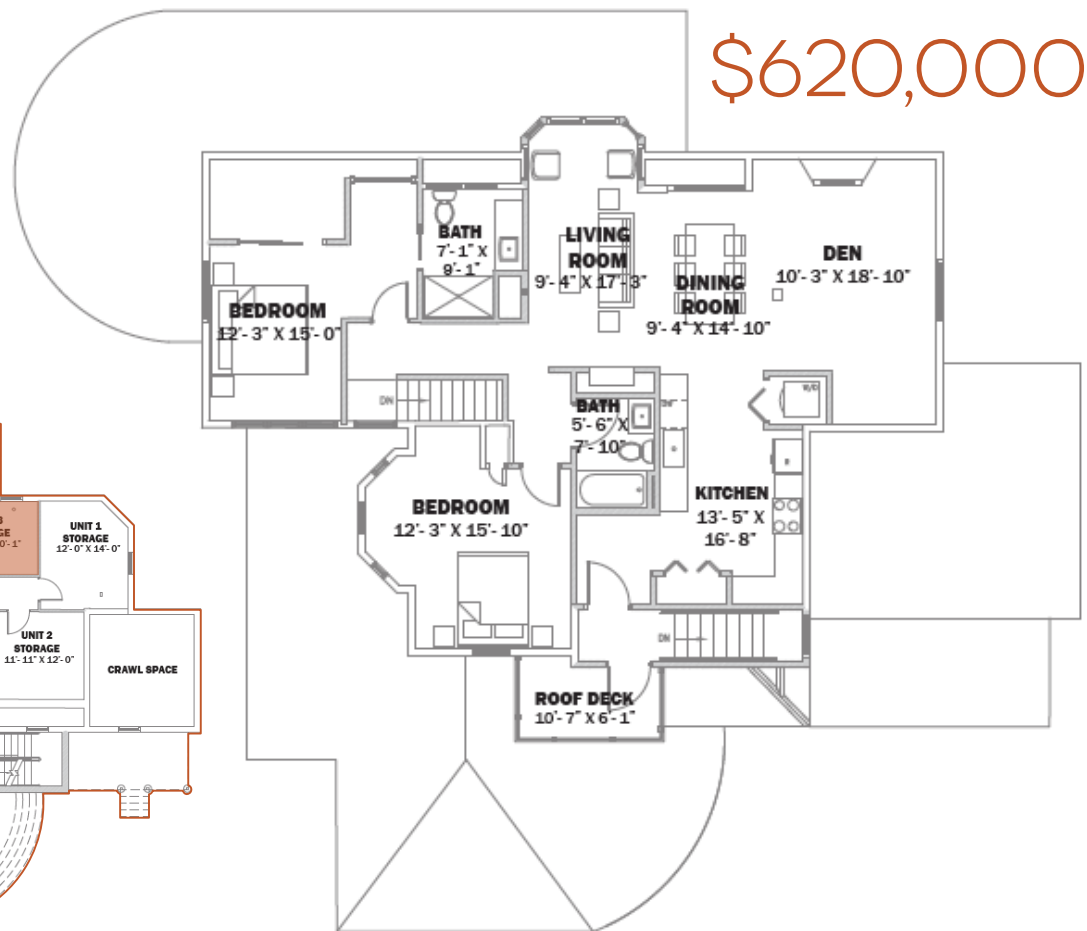 $620,000
BATH
7'- 1" X
9'- 1"
LIVING
ROOM
9'- 4" X 17'- 3"
DINING
ROOM
9'- 4" X 14'- 10"
DEN
10'- 3" X 18'- 10"
BEDROOM
12'- 3" X 15'- 0"
DN
BATH
5'- 6" X
7'- 10"
W/D
KITCHEN
13'- 5" X
16'- 8"
BEDROOM
12'- 3" X 15'- 10"
DN
ROOF DECK
10'- 7" X 6'- 1"
UNIT 1
STORAGE
12'- 0" X 14'- 0"
UNIT 2
STORAGE
11'- 11" X 12'- 0"
CRAWL SPACE